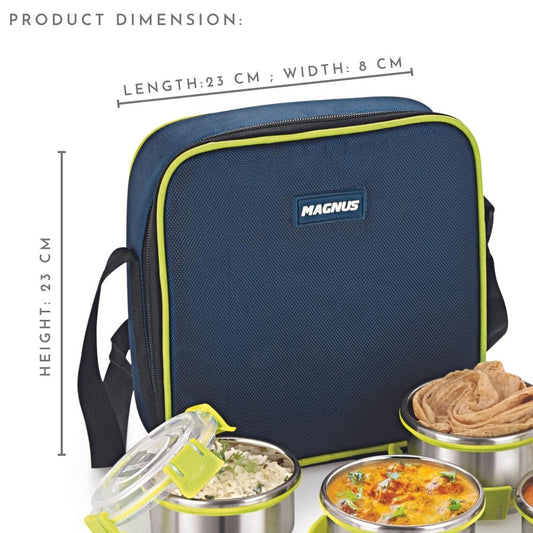 PRODUCT DIMENSION:
LENGTH:23 CM ; WIDTH: 8 CM
MAGNUS
HEIGHT: 23 CM